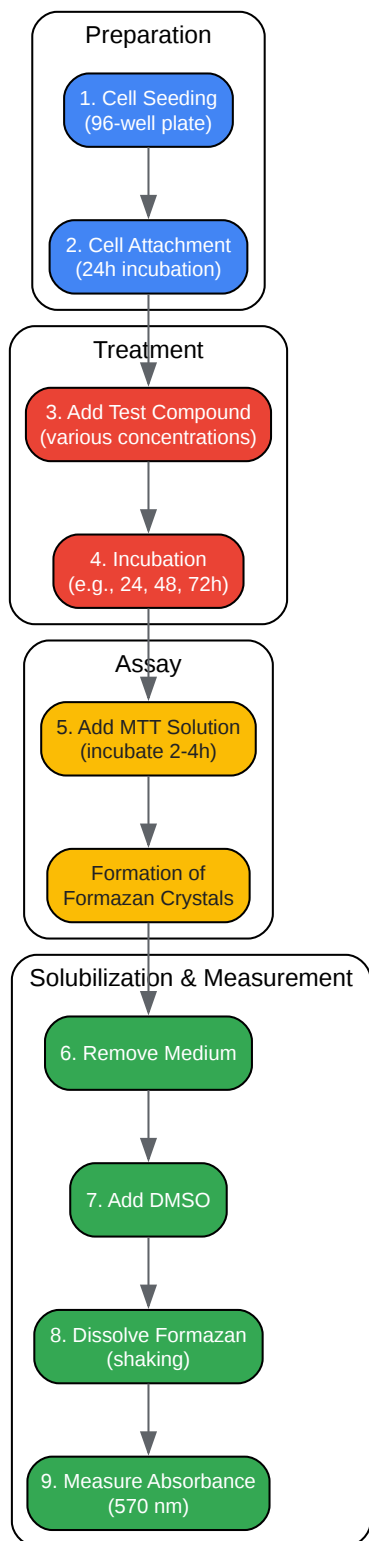 Preparation
1. Cell Seeding
(96-well plate)
2. Cell Attachment
(24h incubation)
Treatment
3. Add Test Compound
(various concentrations)
4. Incubation
(e.g., 24, 48, 72h)
Assay
5. Add MTT Solution
(incubate 2-4h)
Formation of
Formazan Crystals
Solubilization & Measurement
6. Remove Medium
7. Add DMSO
8. Dissolve Formazan
(shaking)
9. Measure Absorbance
(570 nm)